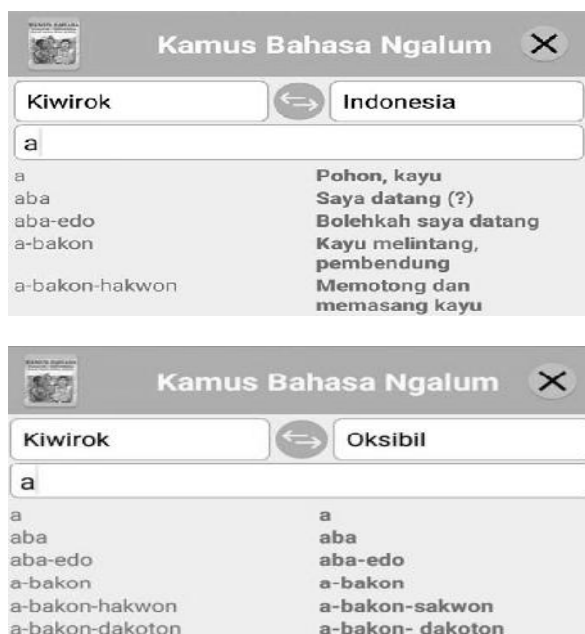 Kamus Bahasa Ngalum
Kiwirok Indonesia
a
a Pohon, kayu
aba Saya datang (?)
aba-edo Bolehkah saya datang
a-bakon Kayu melintang,
pembendung
a-bakon-hakwon Memotong dan
memasang kayu
Kamus Bahasa Ngalum
Kiwirok Oksibil
a
a a
aba aba
aba-edo aba-edo
a-bakon a-bakon
a-bakon-hakwon a-bakon-sakwon
a-bakon-dakoton a-bakon- dakoton